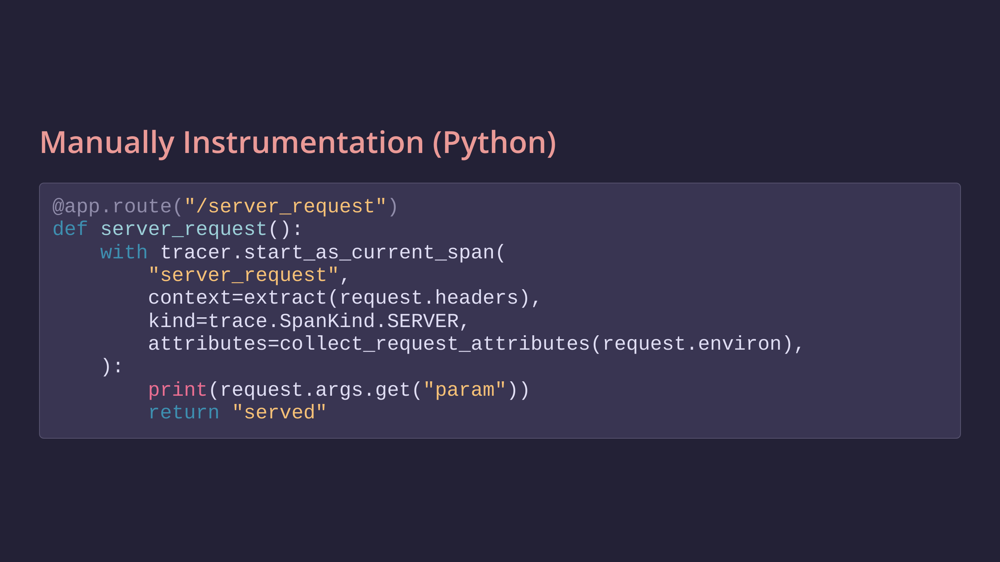 Manually Instrumentation (Python)
@app.route("/server_request")
def server_request():
    with tracer.start_as_current_span(
        "server_request",
        context=extract(request.headers),
        kind=trace.SpanKind.SERVER,
        attributes=collect_request_attributes(request.environ),
    ):
        print(request.args.get("param"))
        return "served"